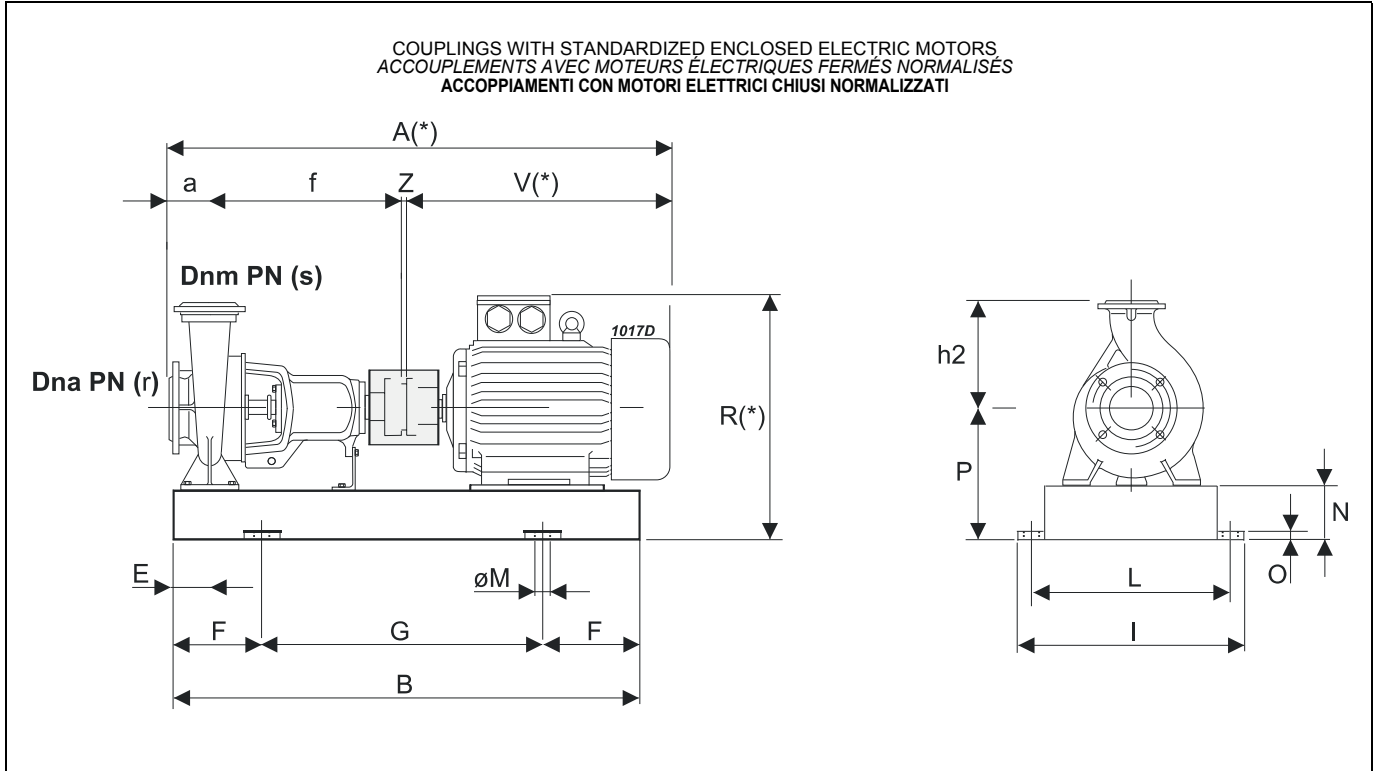 COUPLINGS WITH STANDARDIZED ENCLOSED ELECTRIC MOTORS
ACCOUPLEMENTS AVEC MOTEURS ÉLECTRIQUES FERMÉS NORMALISÉS
ACCOPPIAMENTI CON MOTORI ELETTRICI CHIUSI NORMALIZZATI
A(*)
a f Z V(*)
Dnm PN (s)
1017D
Dna PN (r)
R(*)
E
øM
F G F
B
h2
P
N
O
L
I